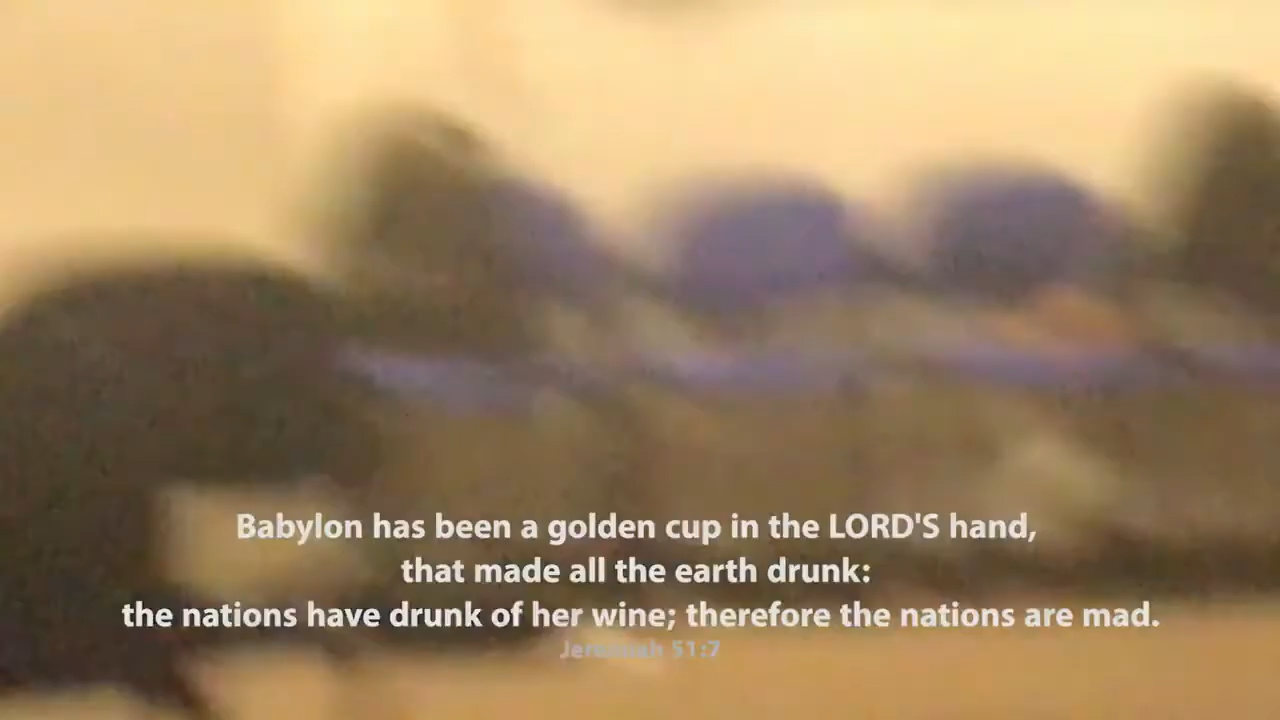 Babylon has been a golden cup in the LORD'S hand,
that made all the earth drunk:
the nations have drunk of her wine; therefore the nations are mad.
Jeremiah 51:7